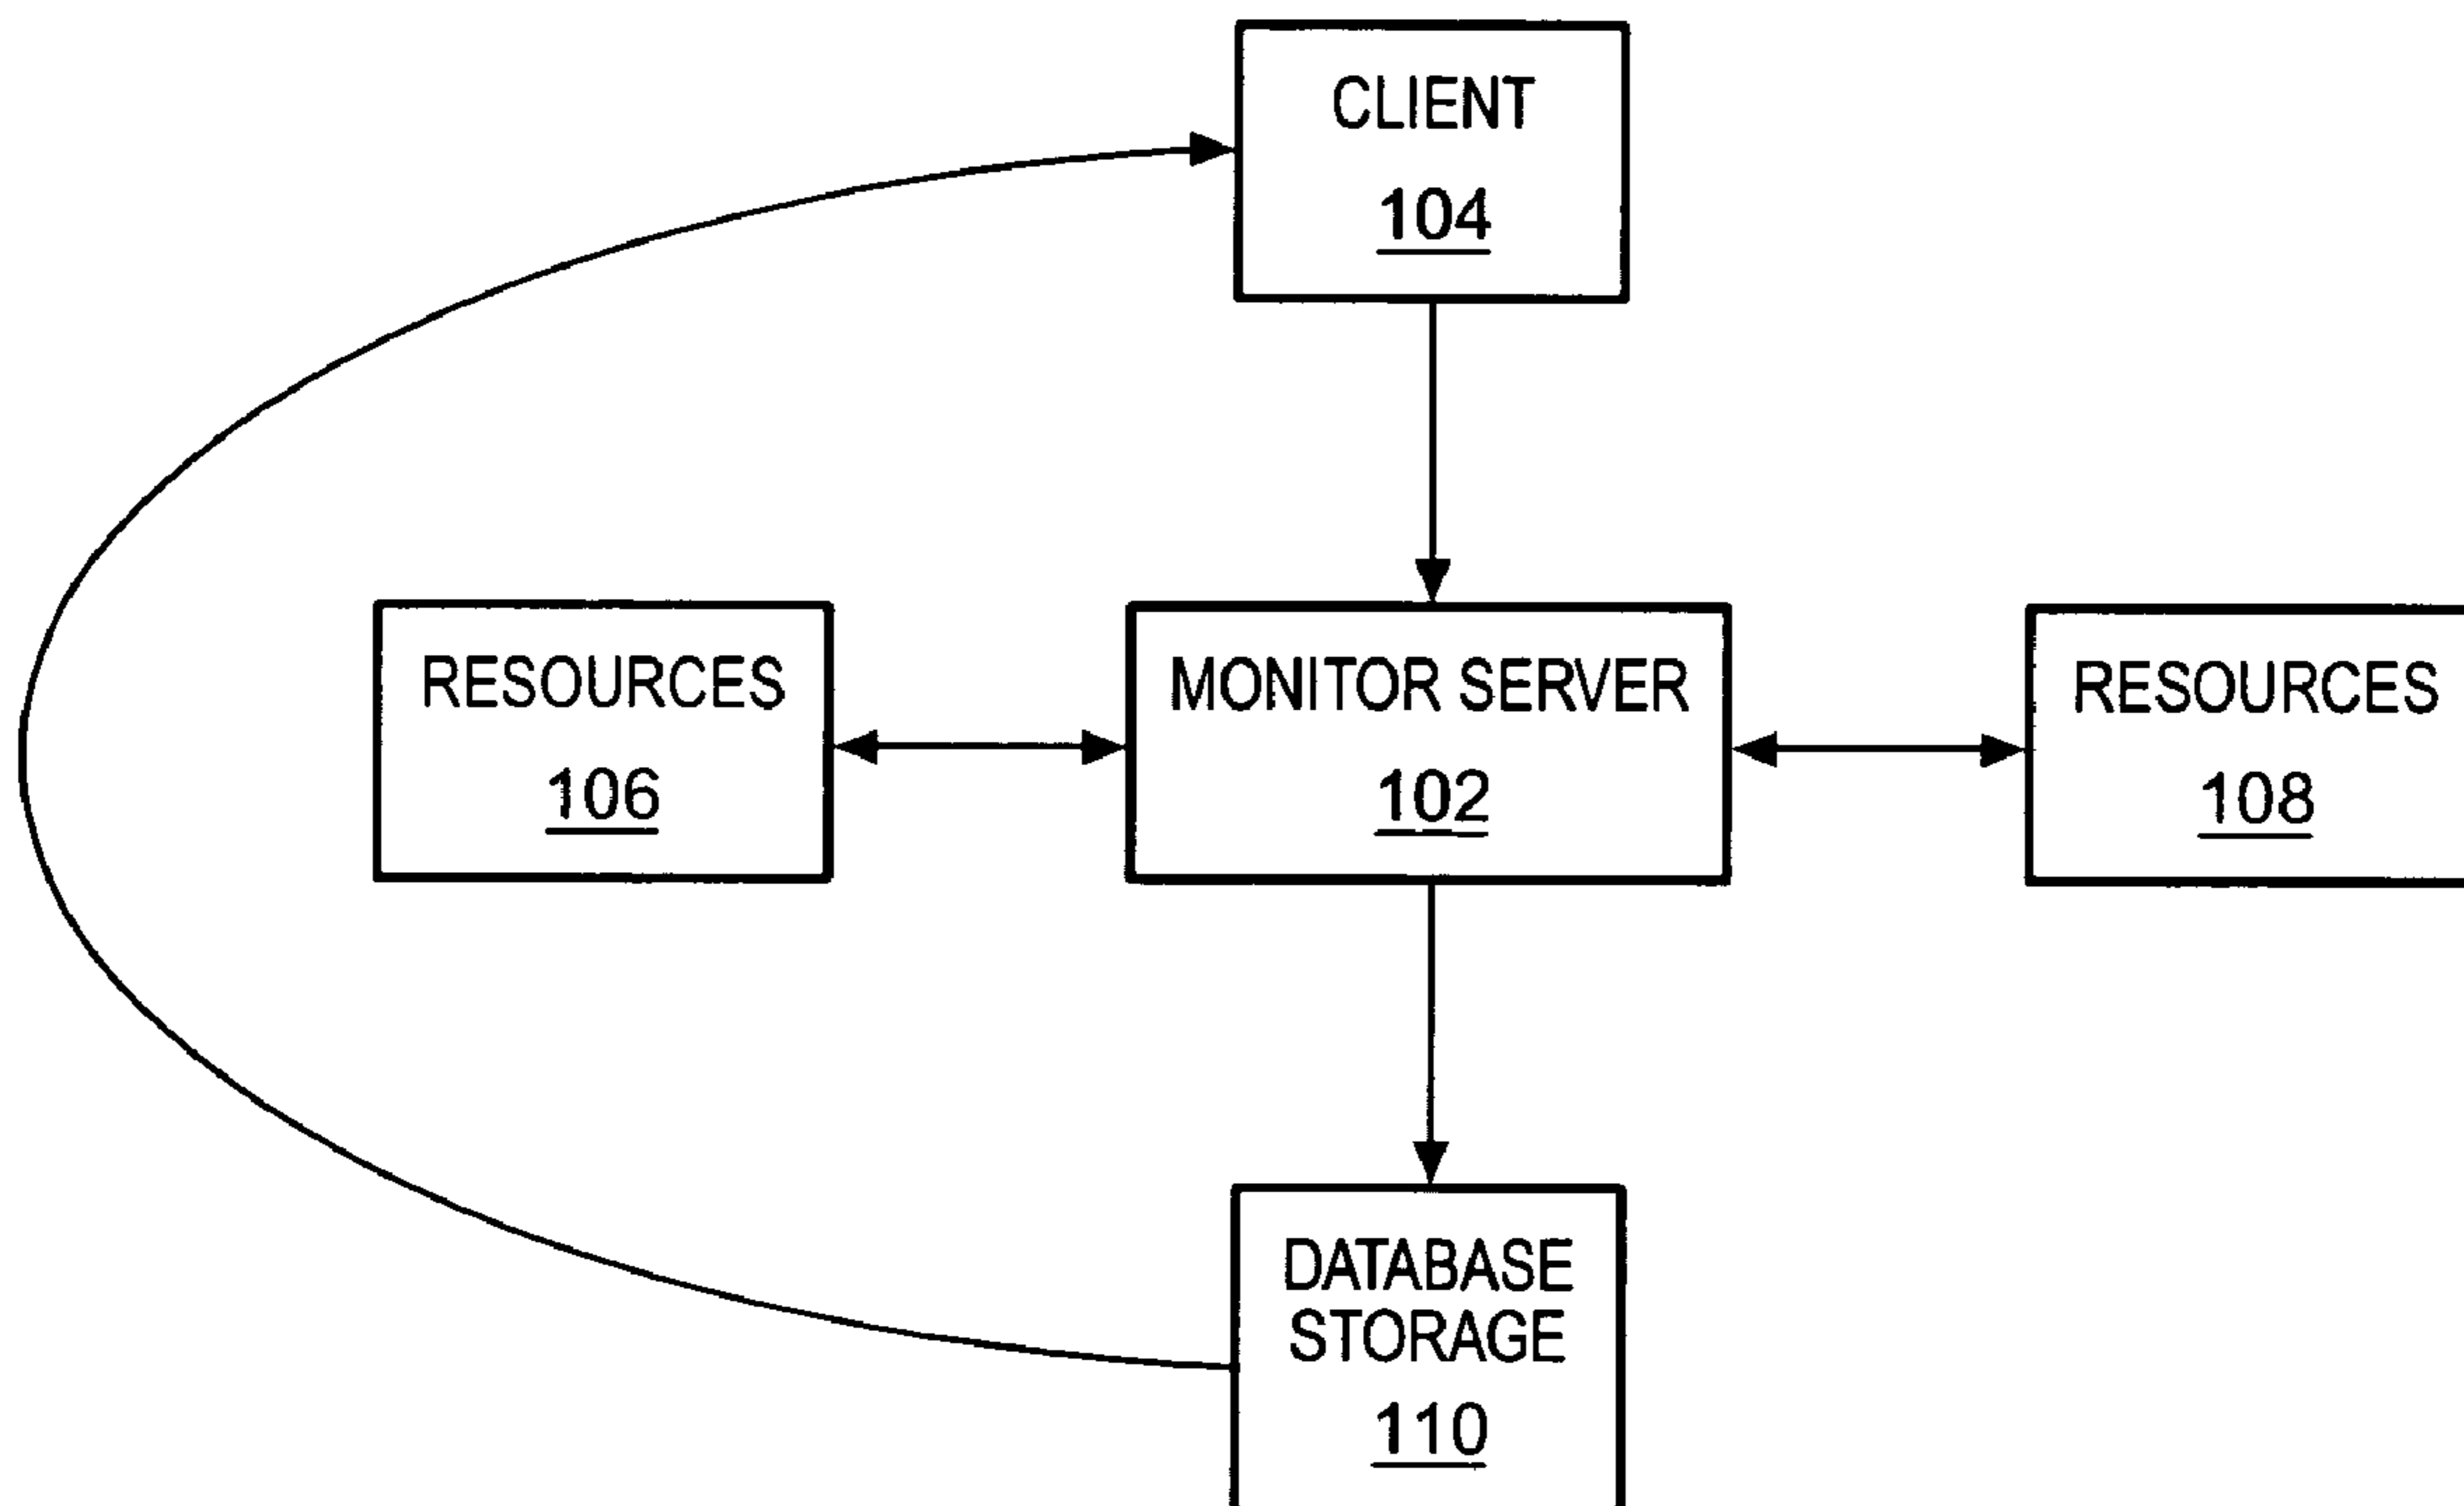 CLIENT
104
RESOURCES
106
MONITOR SERVER
102
RESOURCES
108
DATABASE
STORAGE
110